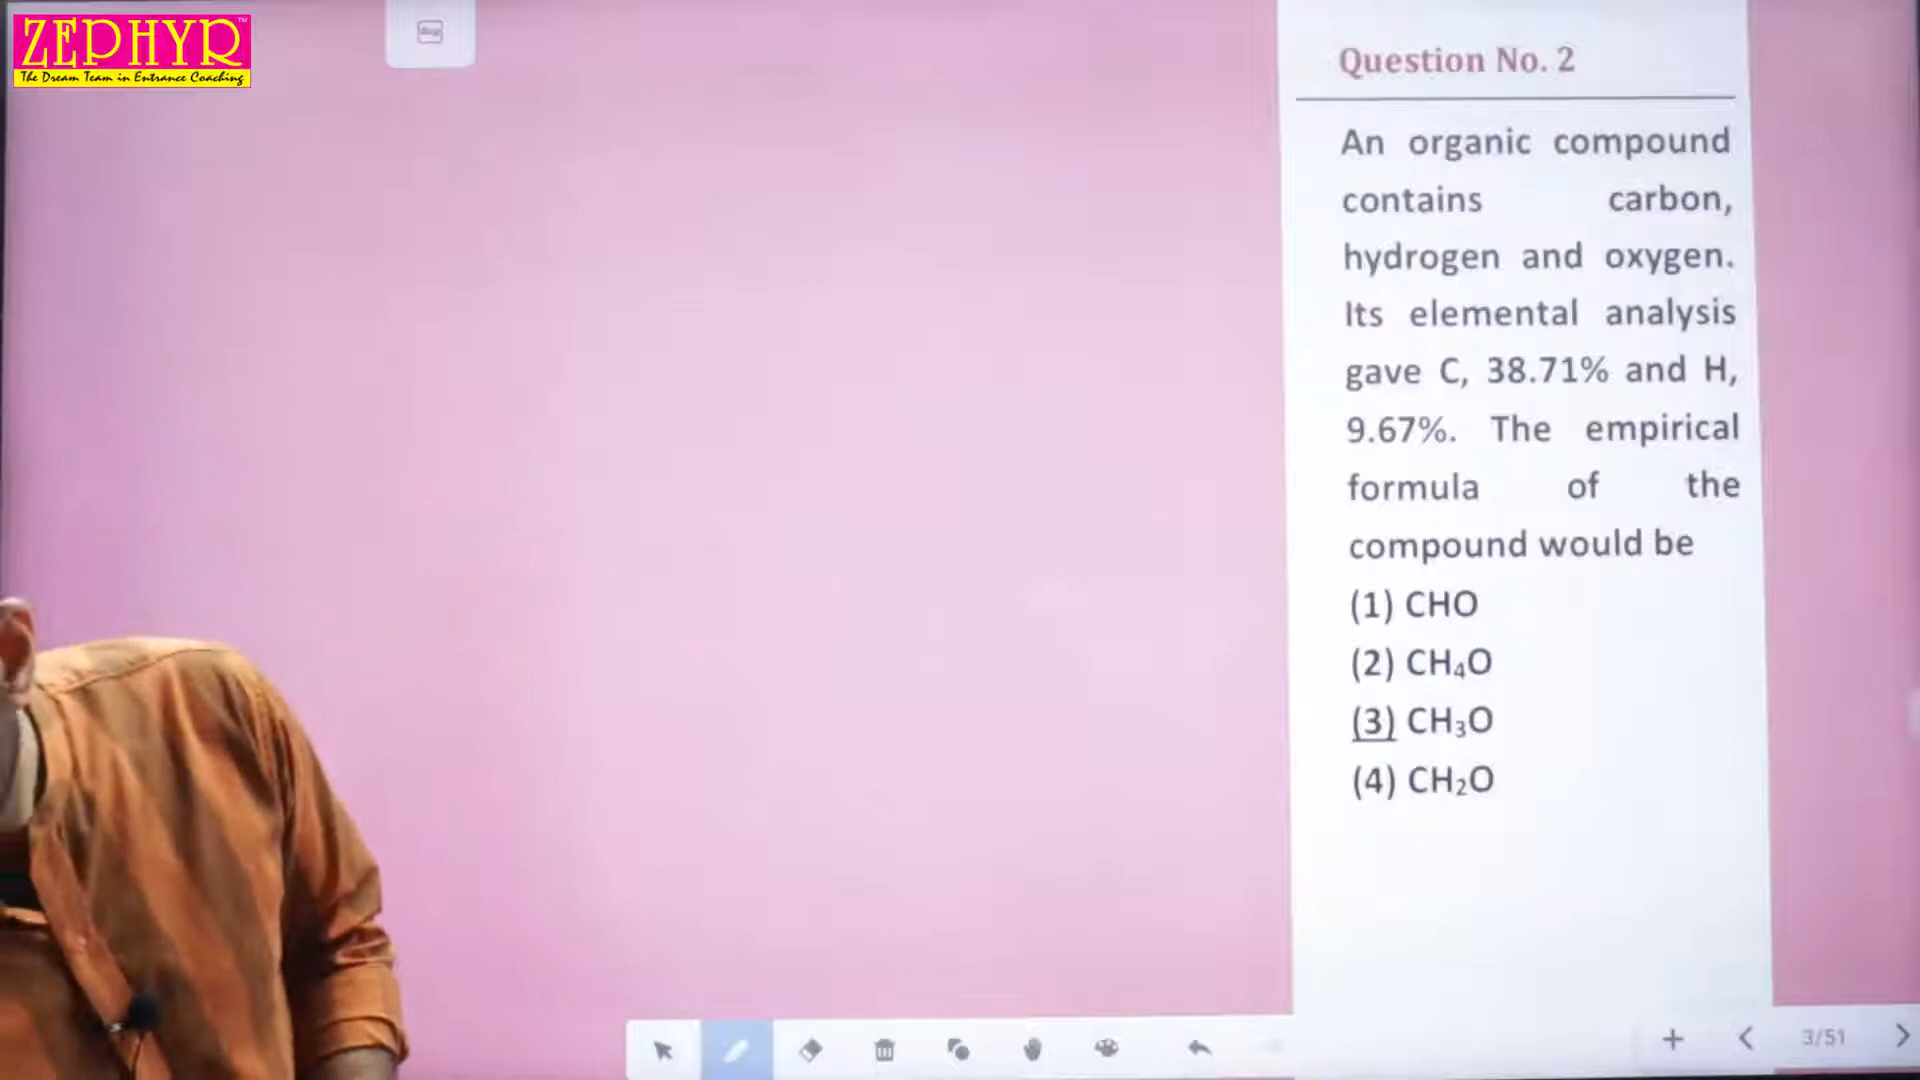 ZEPHYR™
The Dream Team in Entrance Coaching
Question No. 2
An organic compound
contains carbon,
hydrogen and oxygen.
Its elemental analysis
gave C, 38.71% and H,
9.67%. The empirical
formula of the
compound would be
(1) CHO
(2) CH₄O
(3) CH₃O
(4) CH₂O
3/51